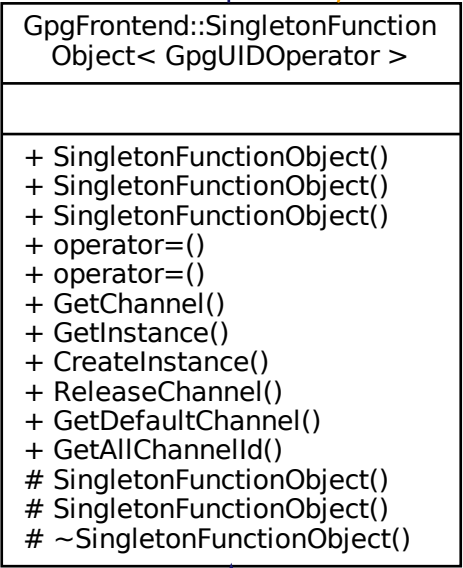 GpgFrontend::SingletonFunction
Object< GpgUIDOperator >
+ SingletonFunctionObject()
+ SingletonFunctionObject()
+ SingletonFunctionObject()
+ operator=()
+ operator=()
+ GetChannel()
+ GetInstance()
+ CreateInstance()
+ ReleaseChannel()
+ GetDefaultChannel()
+ GetAllChannelId()
# SingletonFunctionObject()
# SingletonFunctionObject()
# ~SingletonFunctionObject()